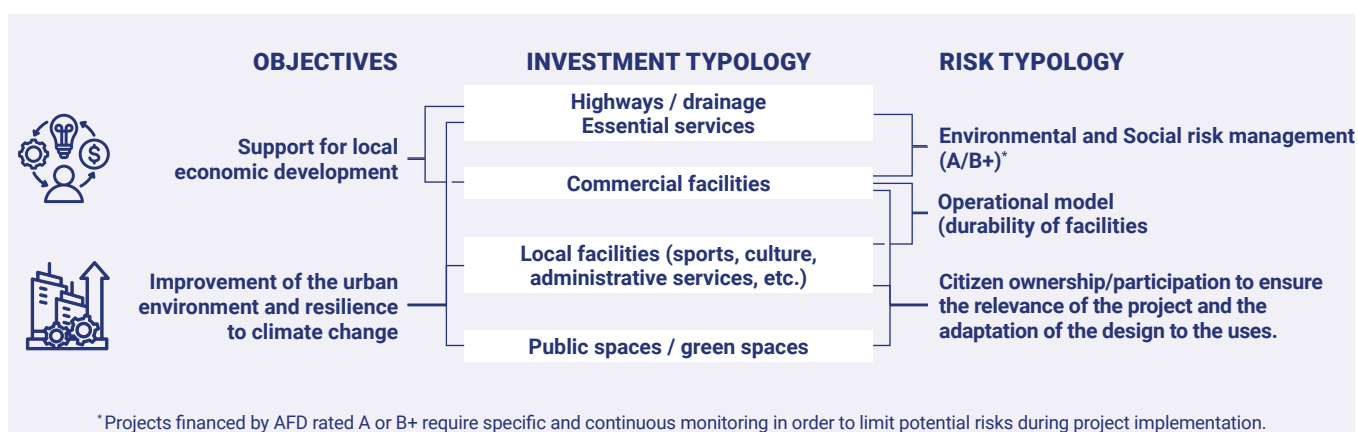 OBJECTIVES
INVESTMENT TYPOLOGY
RISK TYPOLOGY
Support for local
economic development
Improvement of the urban
environment and resilience
to climate change
Highways / drainage
Essential services
Commercial facilities
Local facilities (sports, culture,
administrative services, etc.)
Public spaces / green spaces
Environmental and Social risk management
(A/B+)*
Operational model
(durability of facilities
Citizen ownership/participation to ensure
the relevance of the project and the
adaptation of the design to the uses.
$
*Projects financed by AFD rated A or B+ require specific and continuous monitoring in order to limit potential risks during project implementation.